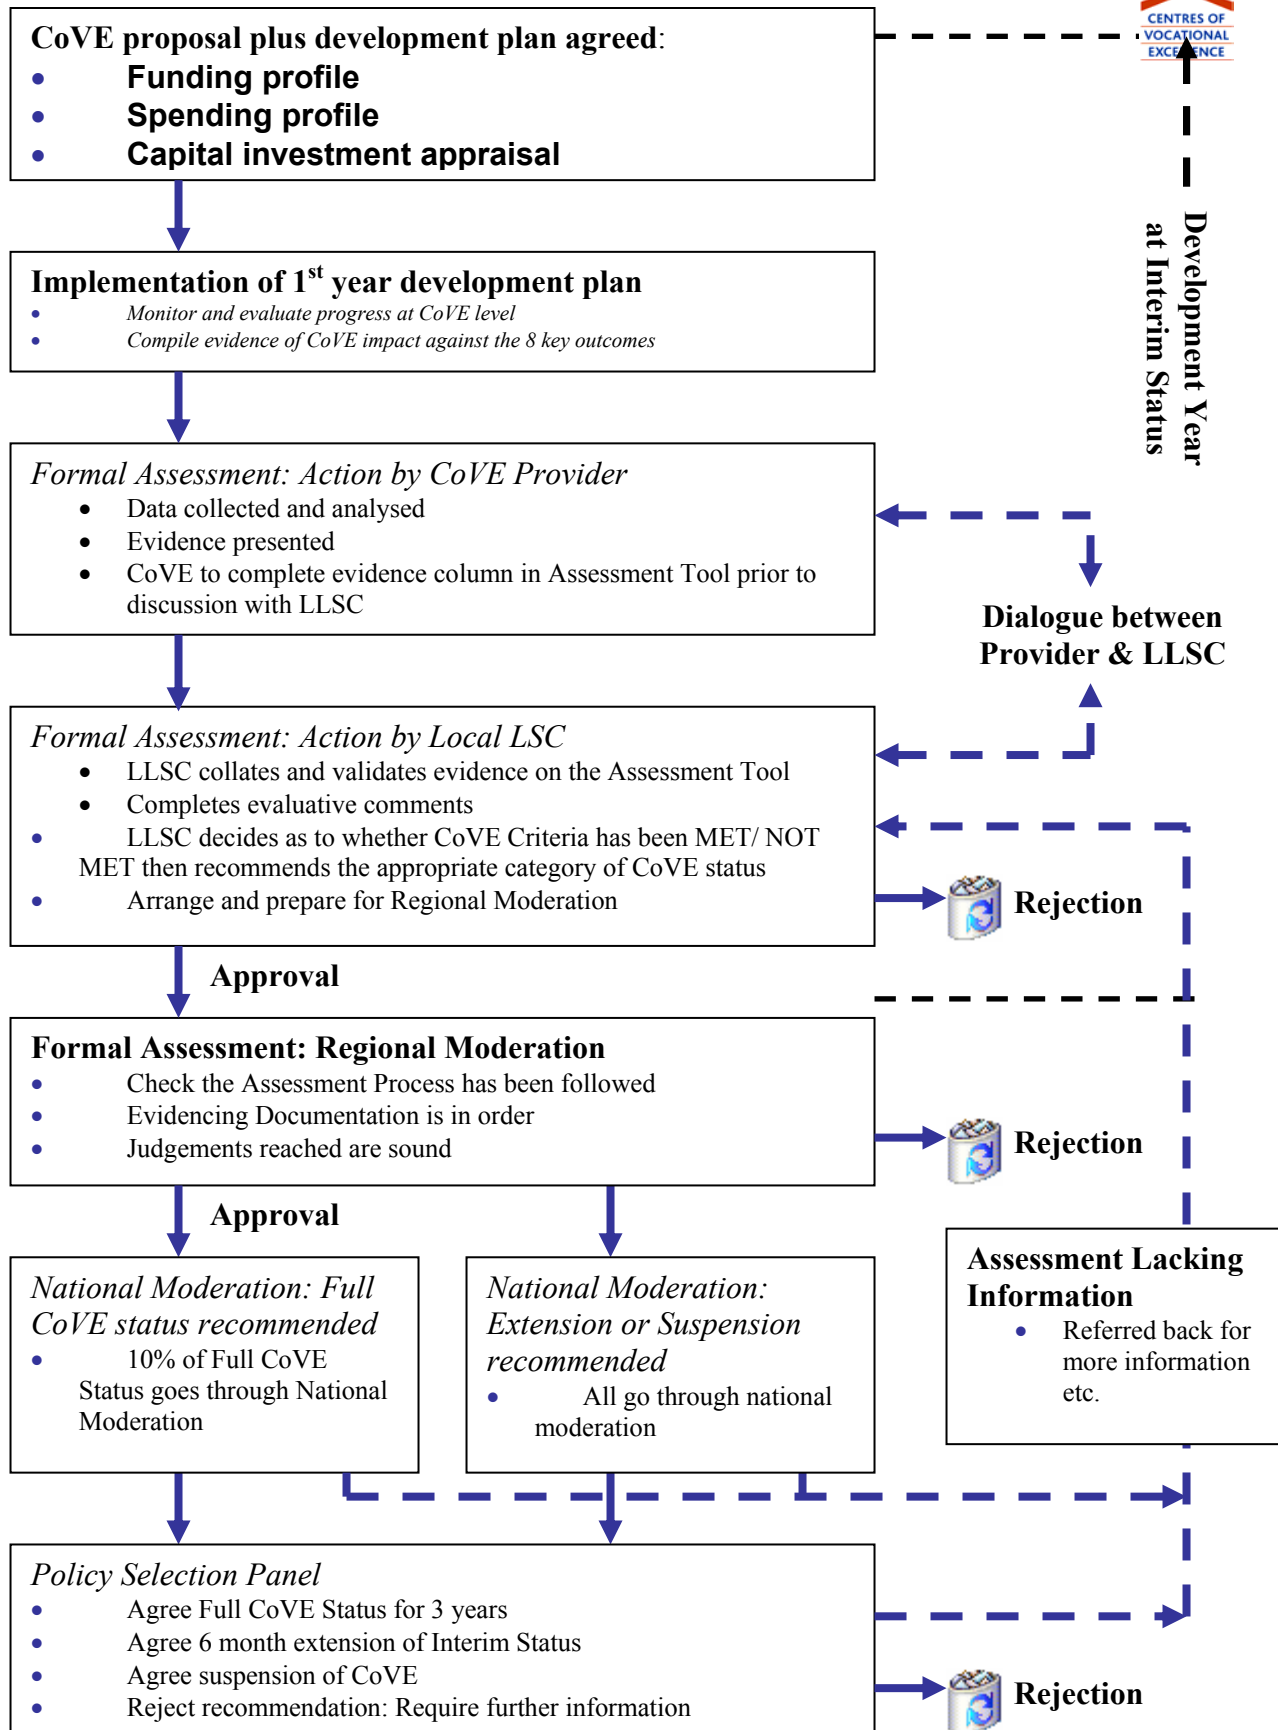 CENTRES OF
VOCATIONAL
EXCELLENCE
CoVE proposal plus development plan agreed:
• Funding profile
• Spending profile
• Capital investment appraisal
Development Year
at Interim Status
Implementation of 1st year development plan
• Monitor and evaluate progress at CoVE level
• Compile evidence of CoVE impact against the 8 key outcomes
Formal Assessment: Action by CoVE Provider
• Data collected and analysed
• Evidence presented
• CoVE to complete evidence column in Assessment Tool prior to
discussion with LLSC
Dialogue between
Provider & LLSC
Formal Assessment: Action by Local LSC
• LLSC collates and validates evidence on the Assessment Tool
• Completes evaluative comments
• LLSC decides as to whether CoVE Criteria has been MET/ NOT
MET then recommends the appropriate category of CoVE status
• Arrange and prepare for Regional Moderation
Rejection
Approval
Formal Assessment: Regional Moderation
• Check the Assessment Process has been followed
• Evidencing Documentation is in order
• Judgements reached are sound
Rejection
Approval
National Moderation: Full
CoVE status recommended
• 10% of Full CoVE
Status goes through National
Moderation
National Moderation:
Extension or Suspension
recommended
• All go through national
moderation
Assessment Lacking
Information
• Referred back for
more information
etc.
Policy Selection Panel
• Agree Full CoVE Status for 3 years
• Agree 6 month extension of Interim Status
• Agree suspension of CoVE
• Reject recommendation: Require further information
Rejection